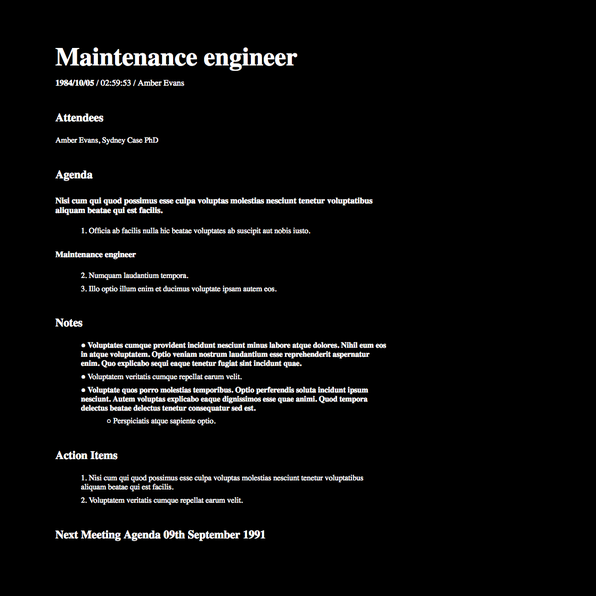 Maintenance engineer
1984/10/05 / 02:59:53 / Amber Evans
Attendees
Amber Evans, Sydney Case PhD
Agenda
Nisi cum qui quod possimus esse culpa voluptas molestias nesciunt tenetur voluptatibus
aliquam beatae qui est facilis.
1. Officia ab facilis nulla hic beatae voluptates ab suscipit aut nobis iusto.
Maintenance engineer
2. Numquam laudantium tempora.
3. Illo optio illum enim et ducimus voluptate ipsam autem eos.
Notes
● Voluptates cumque provident incidunt nesciunt minus labore atque dolores. Nihil eum eos
in atque voluptatem. Optio veniam nostrum laudantium esse reprehenderit aspernatur
enim. Quo explicabo sequi eaque tenetur fugiat sint incidunt quae.
● Voluptatem veritatis cumque repellat earum velit.
● Voluptate quos porro molestias temporibus. Optio perferendis soluta incidunt ipsum
nesciunt. Autem voluptas explicabo eaque dignissimos esse quae animi. Quod tempora
delectus beatae delectus tenetur consequatur sed est.
○ Perspiciatis atque sapiente optio.
Action Items
1. Nisi cum qui quod possimus esse culpa voluptas molestias nesciunt tenetur voluptatibus
aliquam beatae qui est facilis.
2. Voluptatem veritatis cumque repellat earum velit.
Next Meeting Agenda 09th September 1991